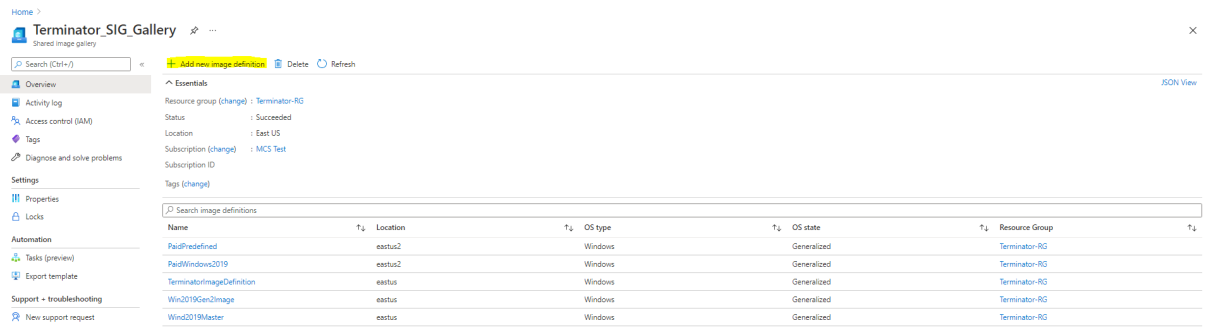 Home >
Terminator_SIG_Gallery ...
Shared image gallery
Search (Ctrl+/) «
Overview
Activity log
Access control (IAM)
Tags
Diagnose and solve problems
Settings
Properties
Locks
Automation
Tasks (preview)
Export template
Support + troubleshooting
New support request
+ Add new image definition Delete Refresh
Essentials
JSON View
Resource group (change) : Terminator-RG
Status : Succeeded
Location : East US
Subscription (change) : MCS Test
Subscription ID
Tags (change)
Search image definitions
Name ↑↓ Location ↑↓ OS type ↑↓ OS state ↑↓ Resource Group ↑↓
PaidPredefined eastus2 Windows Generalized Terminator-RG
PaidWindows2019 eastus2 Windows Generalized Terminator-RG
TerminatorImageDefinition eastus Windows Generalized Terminator-RG
Win2019Gen2Image eastus Windows Generalized Terminator-RG
Wind2019Master eastus Windows Generalized Terminator-RG